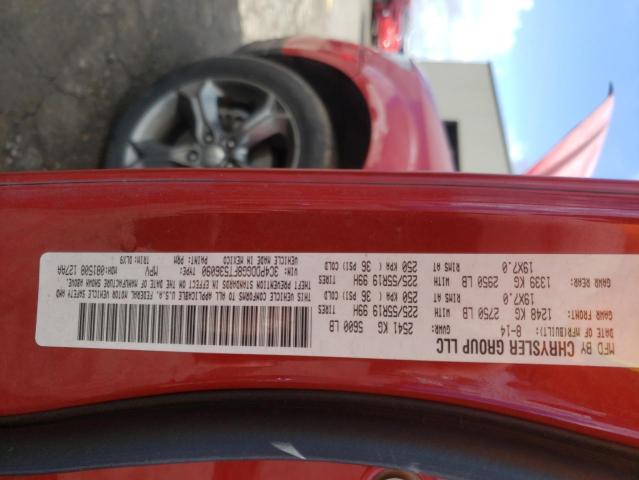 MFD BY CHRYSLER GROUP LLC
DATE OF MFR(BUILT): 8-14 GVWR: 2541 KG 5600 LB
GAWR FRONT: 1248 KG 2750 LB WITH 225/55R19 99H TIRES
19X7.0 RIMS AT 250 KPA( 36 PSI) COLD
GAWR REAR: 1339 KG 2950 LB WITH 225/55R19 99H TIRES
19X7.0 RIMS AT 250 KPA( 36 PSI) COLD
THIS VEHICLE CONFORMS TO ALL APPLICABLE U.S.A. FEDERAL MOTOR VEHICLE SAFETY AND
THEFT PREVENTION STANDARDS IN EFFECT ON THE DATE OF MANUFACTURE SHOWN ABOVE.
VIN: 3C4PDDGG8FT536090 TYPE: MPV MDH:081508 127AA
VEHICLE MADE IN MEXICO PAINT: PRM TRIM: DLX9